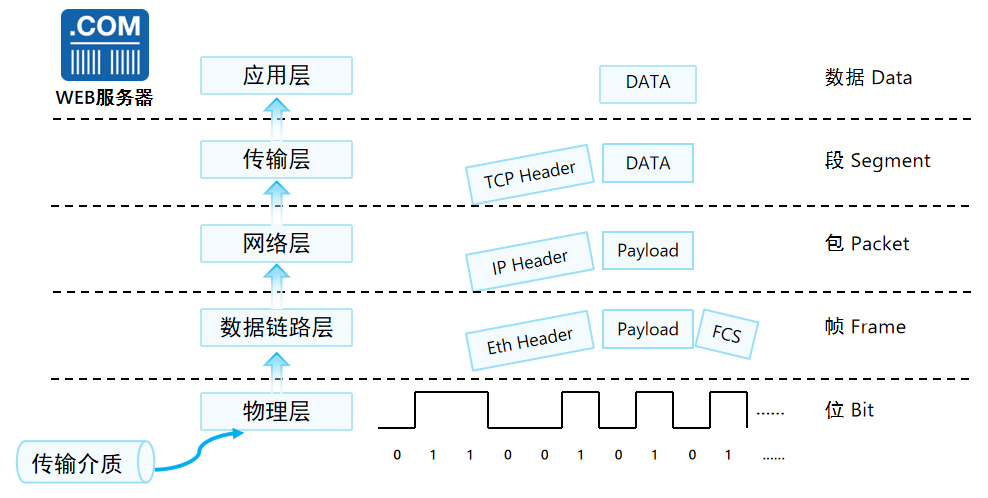 .COM
WEB服务器
应用层
DATA
数据 Data
传输层
TCP Header
DATA
段 Segment
网络层
IP Header
Payload
包 Packet
数据链路层
Eth Header
Payload
FCS
帧 Frame
物理层
......
位 Bit
传输介质
0 1 1 0 0 1 0 1 0 1 ......